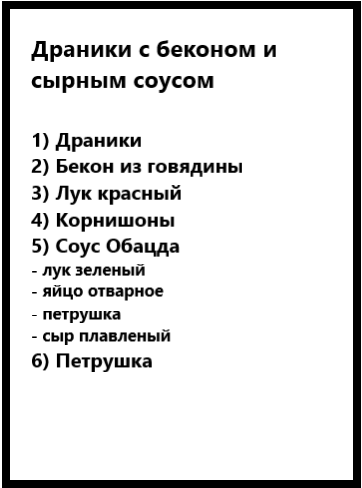 Драники с беконом и
сырным соусом
1) Драники
2) Бекон из говядины
3) Лук красный
4) Корнишоны
5) Соус Обацда
- лук зеленый
- яйцо отварное
- петрушка
- сыр плавленый
6) Петрушка